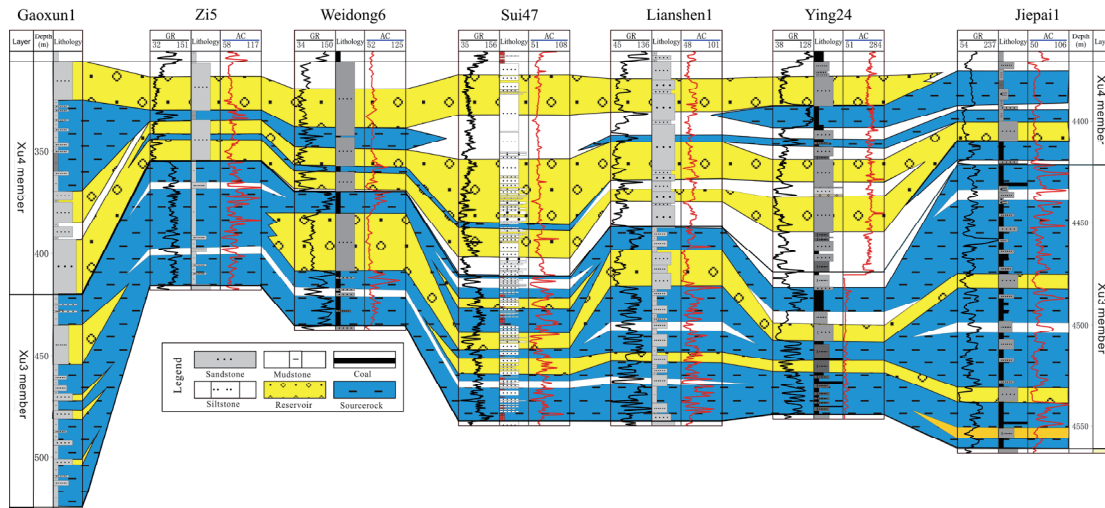 Gaoxun1 Zi5 Weidong6 Sui47 Lianshen1 Ying24 Jiepai1
Layer Depth (m) Lithology
GR 32 151 Lithology AC 58 117
GR 34 150 Lithology AC 52 125
GR 35 156 Lithology AC 51 108
GR 45 136 Lithology AC 48 101
GR 38 128 Lithology AC 51 284
GR 54 237 Lithology AC 50 106 Depth (m)
Xu4 member
Xu3 member
350
400
450
500
4400
4450
4500
4550
Xu4 member
Xu3 member
Legend
Sandstone Mudstone Coal
Siltstone Reservoir Sourcerock